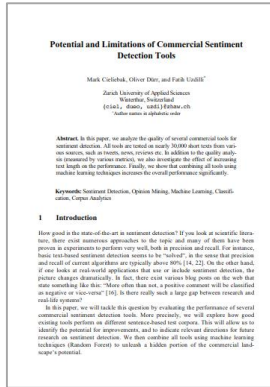 Potential and Limitations of Commercial Sentiment
Detection Tools
Mark Cieliebak, Oliver Dürr, and Fatih Uzdilli*
Zurich University of Applied Sciences
Winterthur, Switzerland
{ciel, dueo, uzdi}@zhaw.ch
* Author names in alphabetic order
Abstract. In this paper, we analyze the quality of several commercial tools for
sentiment detection. All tools are tested on nearly 30,000 short texts from vari-
ous sources, such as tweets, news, reviews etc. In addition to the quality analy-
sis (measured by various metrics), we also investigate the effect of increasing
text length on the performance. Finally, we show that combining all tools using
machine learning techniques increases the overall performance significantly.
Keywords: Sentiment Detection, Opinion Mining, Machine Learning, Classifi-
cation, Corpus Analytics
1 Introduction
How good is the state-of-the-art in sentiment detection? If you look at scientific litera-
ture, there exist numerous approaches to the topic and many of them have been
proven in experiments to perform very well, both in precision and recall. For instance,
basic text-based sentiment detection seems to be "solved", in the sense that precision
and recall of current algorithms are typically above 80% [14, 22]. On the other hand,
if one looks at real-world applications that use or include sentiment detection, the
picture changes dramatically. In fact, there exist various blog posts on the web that
state something like this: "More often than not, a positive comment will be classified
as negative or vice-versa" [16]. Is there really such a large gap between research and
real-life systems?
In this paper, we will tackle this question by evaluating the performance of several
commercial sentiment detection tools. More precisely, we will explore how good
existing tools perform on different sentence-based test corpora. This will allow us to
identify the potential for improvements, and to indicate relevant directions for future
research on sentiment detection. We then combine all tools using machine learning
techniques (Random Forest) to unleash a hidden portion of the commercial land-
scape's potential.